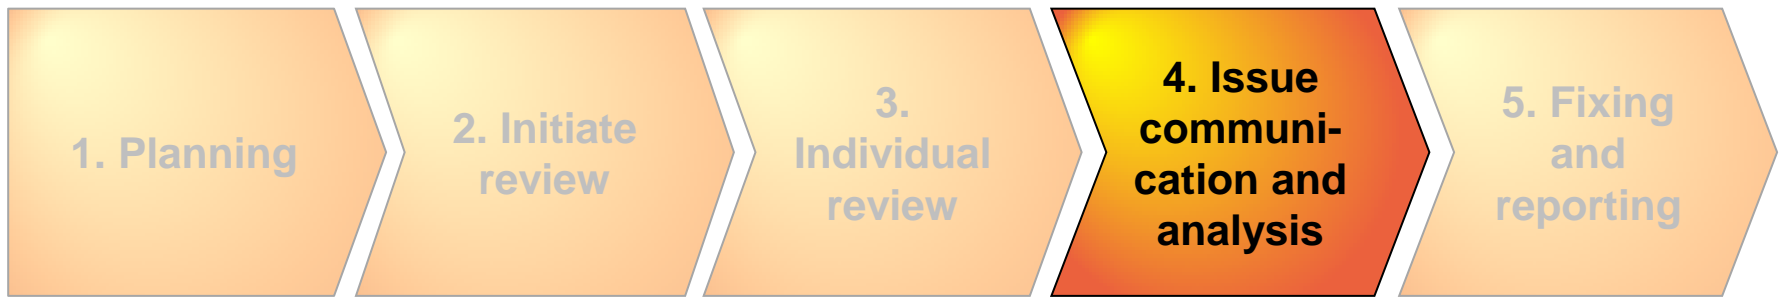 1. Planning
2. Initiate
review
3.
Individual
review
4. Issue
communi-
cation and
analysis
5. Fixing
and
reporting